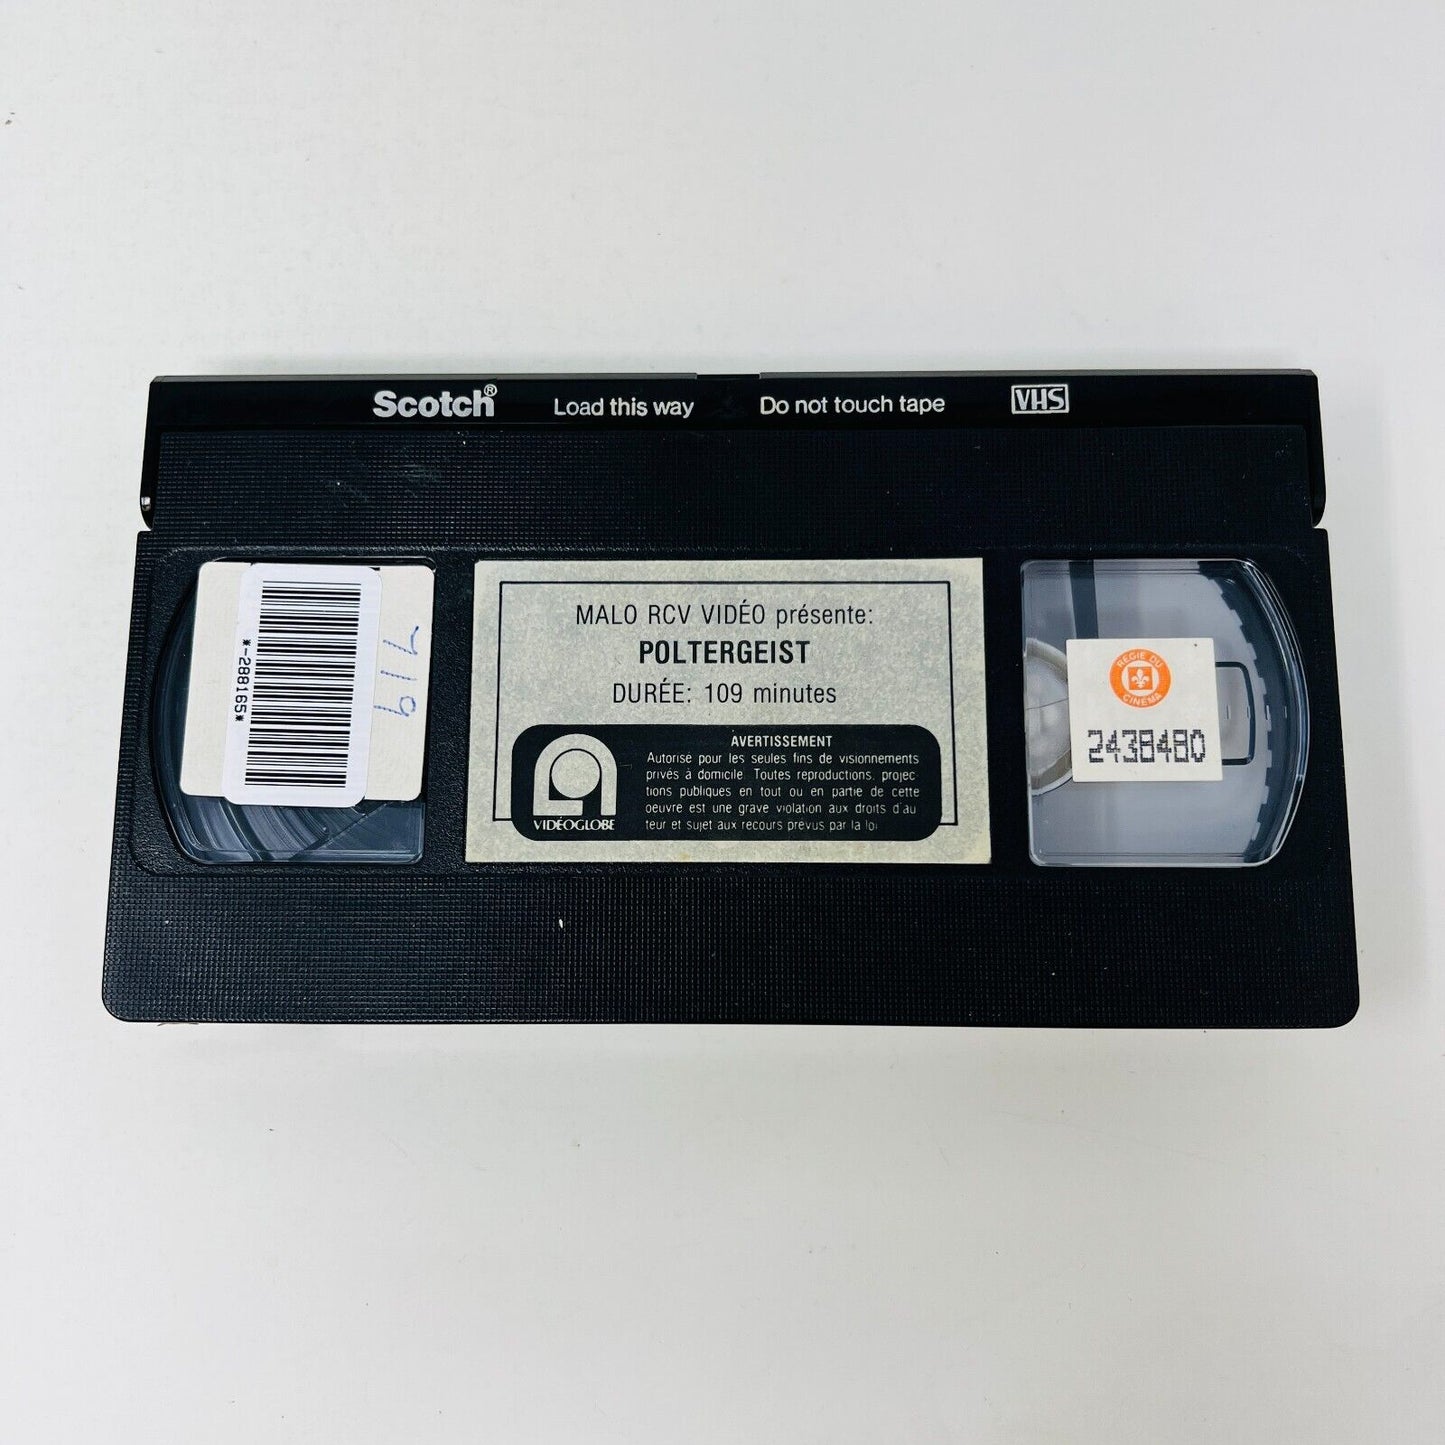 Scotch®
Load this way
Do not touch tape
VHS
*-288165*
7119
MALO RCV VIDÉO présente:
POLTERGEIST
DURÉE: 109 minutes
VIDÉOGLOBE
AVERTISSEMENT
Autorisé pour les seules fins de visionnements
privés à domicile. Toutes reproductions, projec
tions publiques en tout ou en partie de cette
oeuvre est une grave violation aux droits d'au
teur et sujet aux recours prévus par la loi
RÉGIE DU
CINÉMA
2438480